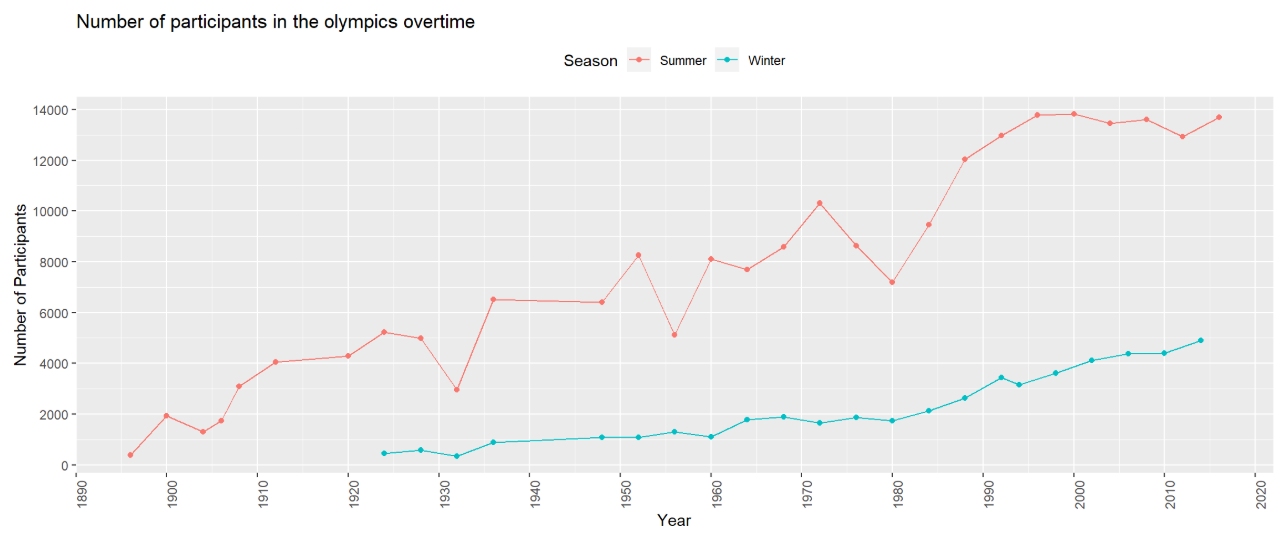 Number of participants in the olympics overtime
Season Summer Winter
14000
12000
10000
8000
6000
4000
2000
0
Number of Participants
1890 1900 1910 1920 1930 1940 1950 1960 1970 1980 1990 2000 2010 2020
Year